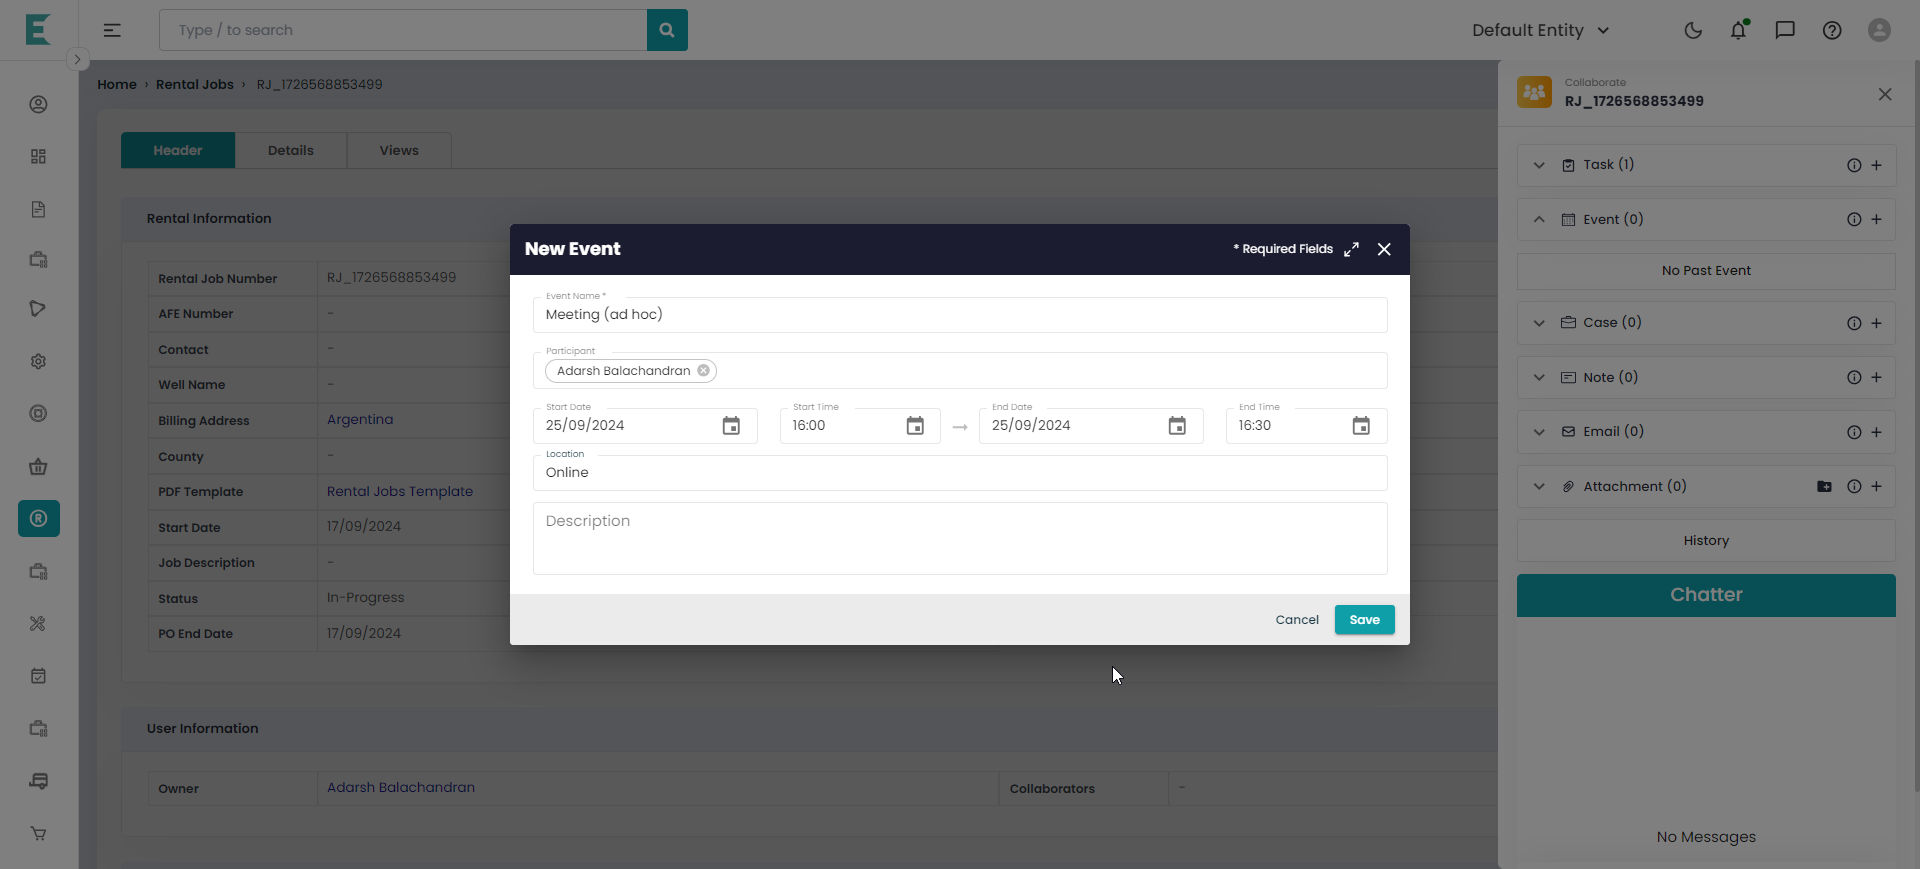 Type / to search
Default Entity
Home › Rental Jobs › RJ_1726568853499
Header
Details
Views
Rental Information
Rental Job Number RJ_1726568853499
AFE Number -
Contact -
Well Name -
Billing Address Argentina
County -
PDF Template Rental Jobs Template
Start Date 17/09/2024
Job Description -
Status In-Progress
PO End Date 17/09/2024
User Information
Owner Adarsh Balachandran
Collaborators -
New Event
* Required Fields
Event Name *
Meeting (ad hoc)
Participant
Adarsh Balachandran
Start Date
25/09/2024
Start Time
16:00
End Date
25/09/2024
End Time
16:30
Location
Online
Description
Cancel
Save
Collaborate
RJ_1726568853499
Task (1)
Event (0)
No Past Event
Case (0)
Note (0)
Email (0)
Attachment (0)
History
Chatter
No Messages